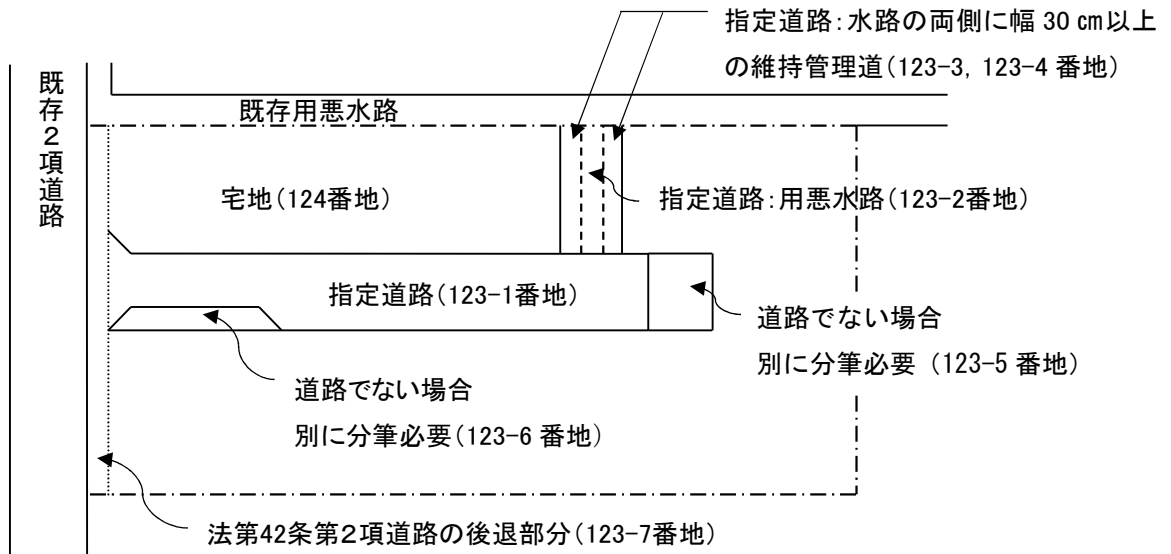 指定道路：水路の両側に幅 30 ㎝以上
の維持管理道（123-3，123-4 番地）
既存２項道路
既存用悪水路
宅地（124番地）
指定道路：用悪水路（123-2番地）
指定道路（123-1番地）
道路でない場合
別に分筆必要 （123-5 番地）
道路でない場合
別に分筆必要（123-6 番地）
法第42条第２項道路の後退部分（123-7番地）